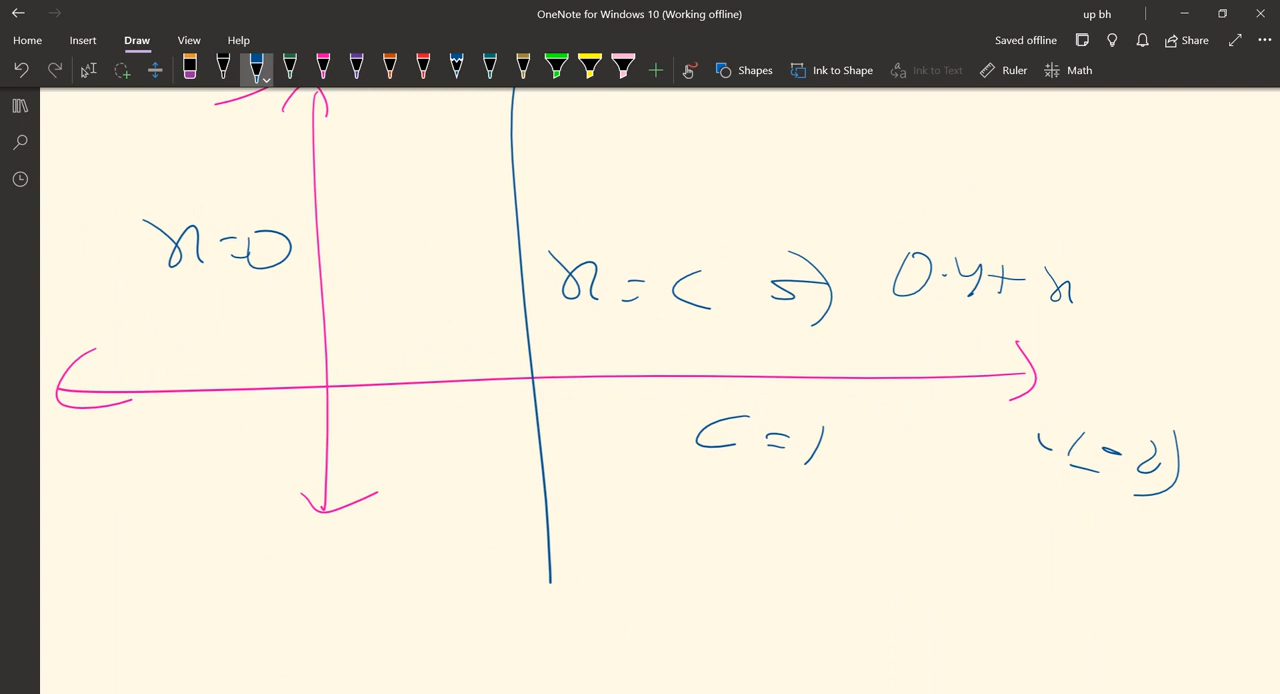 OneNote for Windows 10 (Working offline)
up bh
Home Insert Draw View Help
Saved offline
Share
Shapes
Ink to Shape
Ink to Text
Ruler
Math
x = 0
x = c ⇒ 0.y + x
c = 1